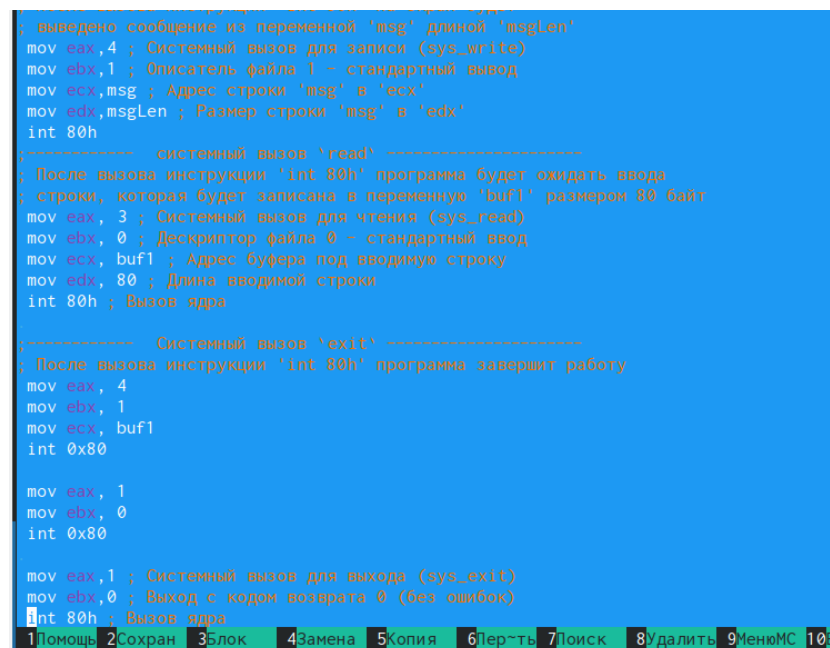 ; выведено сообщение из переменной 'msg' длиной 'msgLen'
mov eax,4 ; Системный вызов для записи (sys_write)
mov ebx,1 ; Описатель файла 1 - стандартный вывод
mov ecx,msg ; Адрес строки 'msg' в 'ecx'
mov edx,msgLen ; Размер строки 'msg' в 'edx'
int 80h
;------------ системный вызов `read` ----------------------
; После вызова инструкции 'int 80h' программа будет ожидать ввода
; строки, которая будет записана в переменную 'buf1' размером 80 байт
mov eax, 3 ; Системный вызов для чтения (sys_read)
mov ebx, 0 ; Дескриптор файла 0 - стандартный ввод
mov ecx, buf1 ; Адрес буфера под вводимую строку
mov edx, 80 ; Длина вводимой строки
int 80h ; Вызов ядра
;------------ Системный вызов `exit` ----------------------
; После вызова инструкции 'int 80h' программа завершит работу
mov eax, 4
mov ebx, 1
mov ecx, buf1
int 0x80
mov eax, 1
mov ebx, 0
int 0x80
mov eax,1 ; Системный вызов для выхода (sys_exit)
mov ebx,0 ; Выход с кодом возврата 0 (без ошибок)
int 80h ; Вызов ядра
1Помощь 2Сохран 3Блок 4Замена 5Копия 6Пер~ть 7Поиск 8Удалить 9МенюМС 10